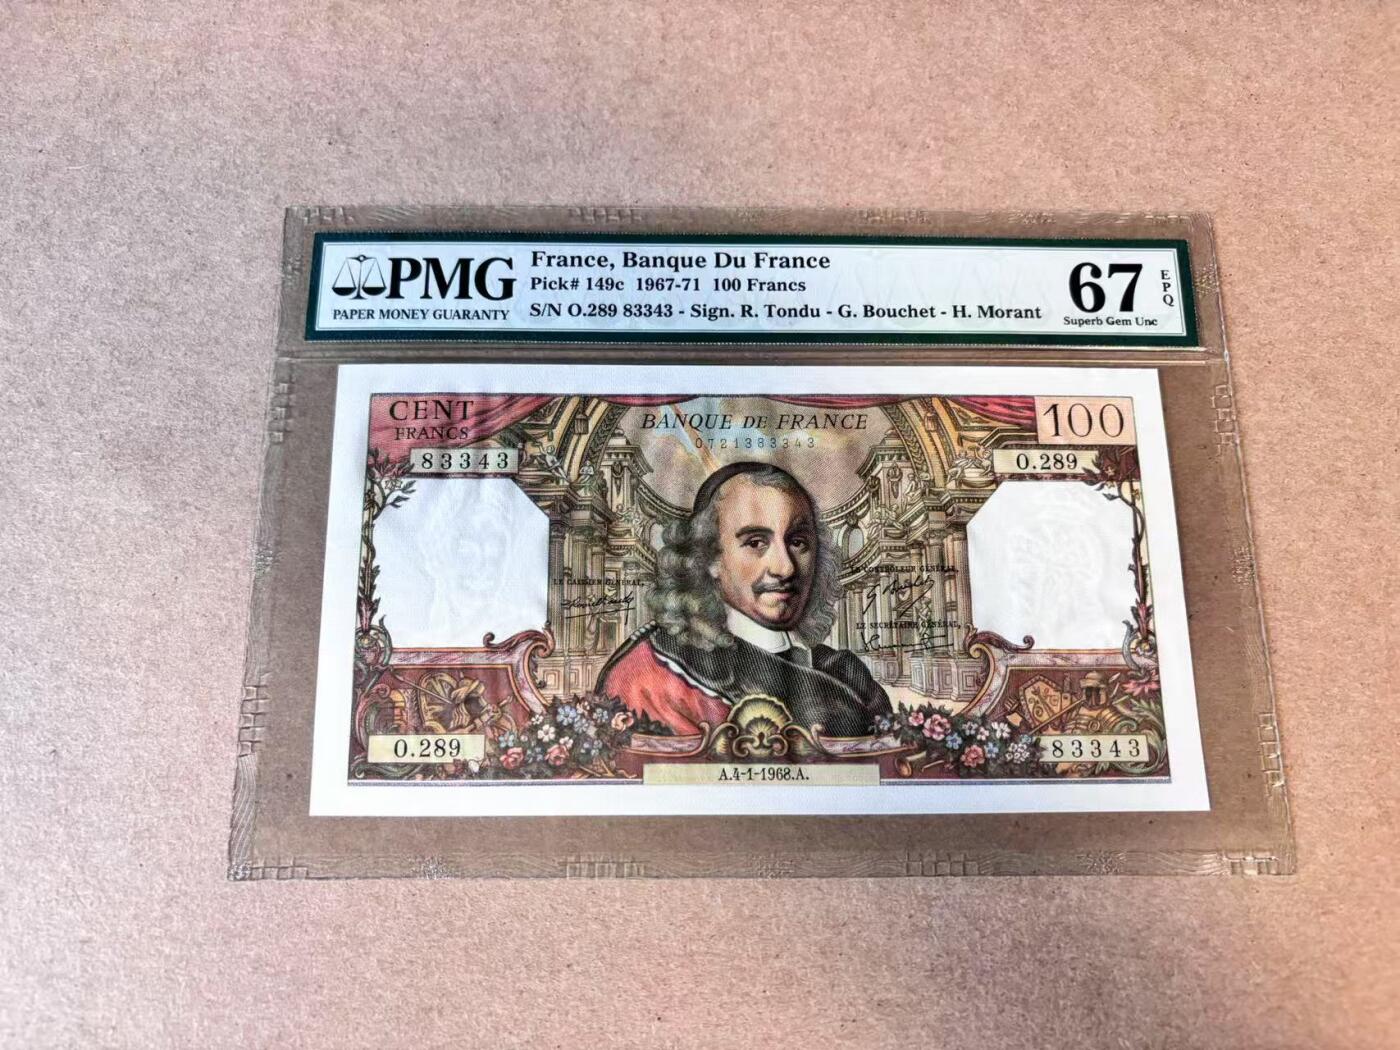 PMG
PAPER MONEY GUARANTY
France, Banque Du France
Pick# 149c 1967-71 100 Francs
S/N O.289 83343 - Sign. R. Tondu - G. Bouchet - H. Morant
67
EPQ
Superb Gem Unc
CENT
FRANCS
BANQUE DE FRANCE
100
0721383343
83343
O.289
LE CAISSIER GÉNÉRAL,
LE CONTRÔLEUR GÉNÉRAL,
LE SECRÉTAIRE GÉNÉRAL,
O.289
83343
A.4-1-1968.A.